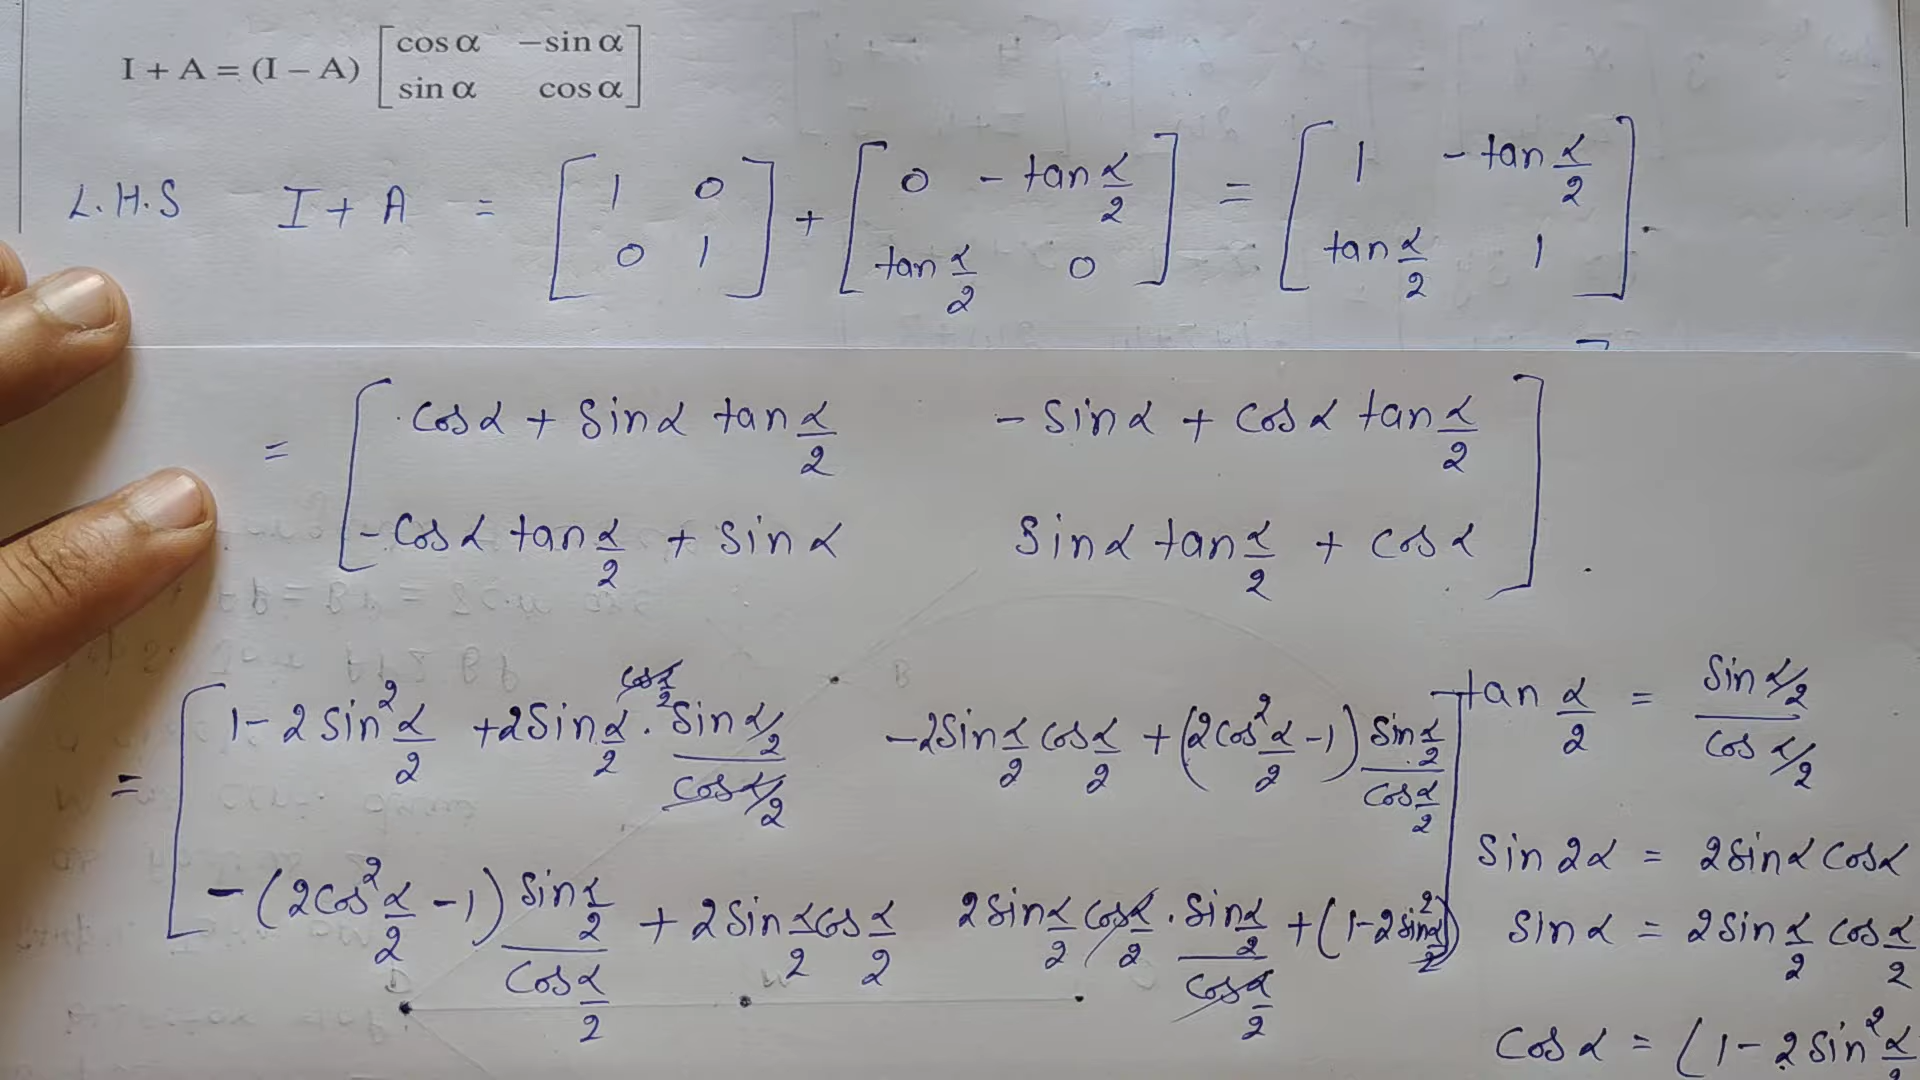 I + A = (I – A) [cos α –sin α
sin α cos α]
L.H.S I + A = [1 0
0 1] + [0 - tan α/2
tan α/2 0] = [1 - tan α/2
tan α/2 1].
= [cos α + sin α tan α/2 - sin α + cos α tan α/2
-cos α tan α/2 + sin α sin α tan α/2 + cos α]
= [1 - 2 sin² α/2 + 2 sin α/2 cos α/2 · sin α/2 / cos α/2 -2 sin α/2 cos α/2 + (2cos² α/2 - 1) sin α/2 / cos α/2
-(2cos² α/2 - 1) sin α/2 / cos α/2 + 2 sin α/2 cos α/2 2 sin α/2 cos α/2 · sin α/2 / cos α/2 + (1 - 2 sin² α/2)]
tan α/2 = sin α/2 / cos α/2
sin 2α = 2 sin α cos α
sin α = 2 sin α/2 cos α/2
cos α = (1 - 2 sin² α/2